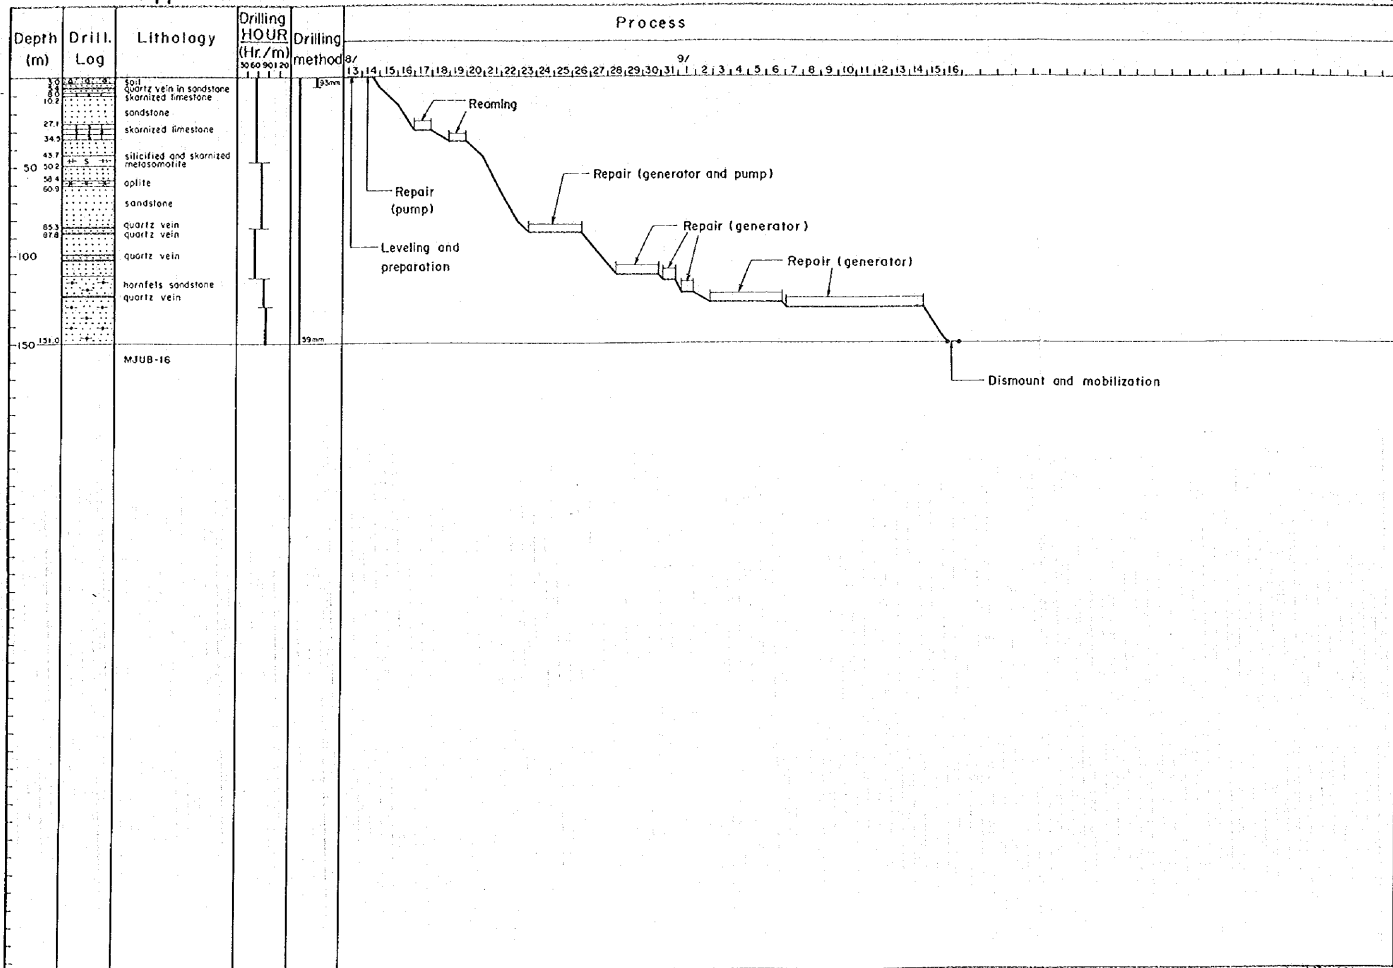 Process
Depth (m)
Drill. Log
Lithology
Drilling HOUR (Hr./m)
30 60 90 120
Drilling method
8/
13 14 15 16 17 18 19 20 21 22 23 24 25 26 27 28 29 30 31
9/
1 2 3 4 5 6 7 8 9 10 11 12 13 14 15 16
soil
quartz vein in sandstone
8.0 skarnized limestone
10.2
sandstone
27.1
skarnized limestone
34.5
45.7 silicified and skarnized
50 50.2 metasomatite
58.4
aplite
60.9
sandstone
85.3 quartz vein
87.8 quartz vein
100 quartz vein
hornfels sandstone
quartz vein
150 151.0
MJUB-16
93mm
59mm
Reaming
Repair (generator and pump)
Repair
(pump)
Repair (generator)
Leveling and
preparation
Repair (generator)
Dismount and mobilization